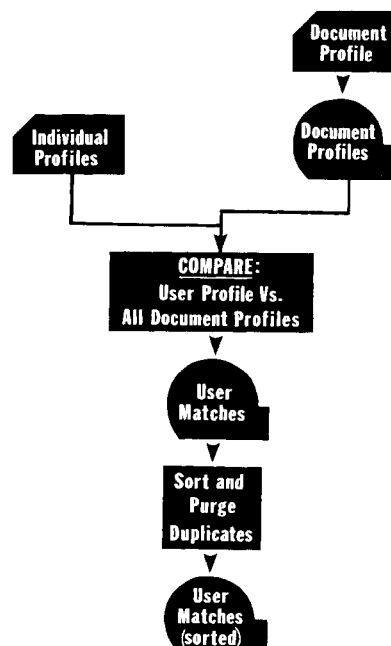 Document
Profile
Individual
Profiles
Document
Profiles
COMPARE:
User Profile Vs.
All Document Profiles
User
Matches
Sort and
Purge
Duplicates
User
Matches
(sorted)